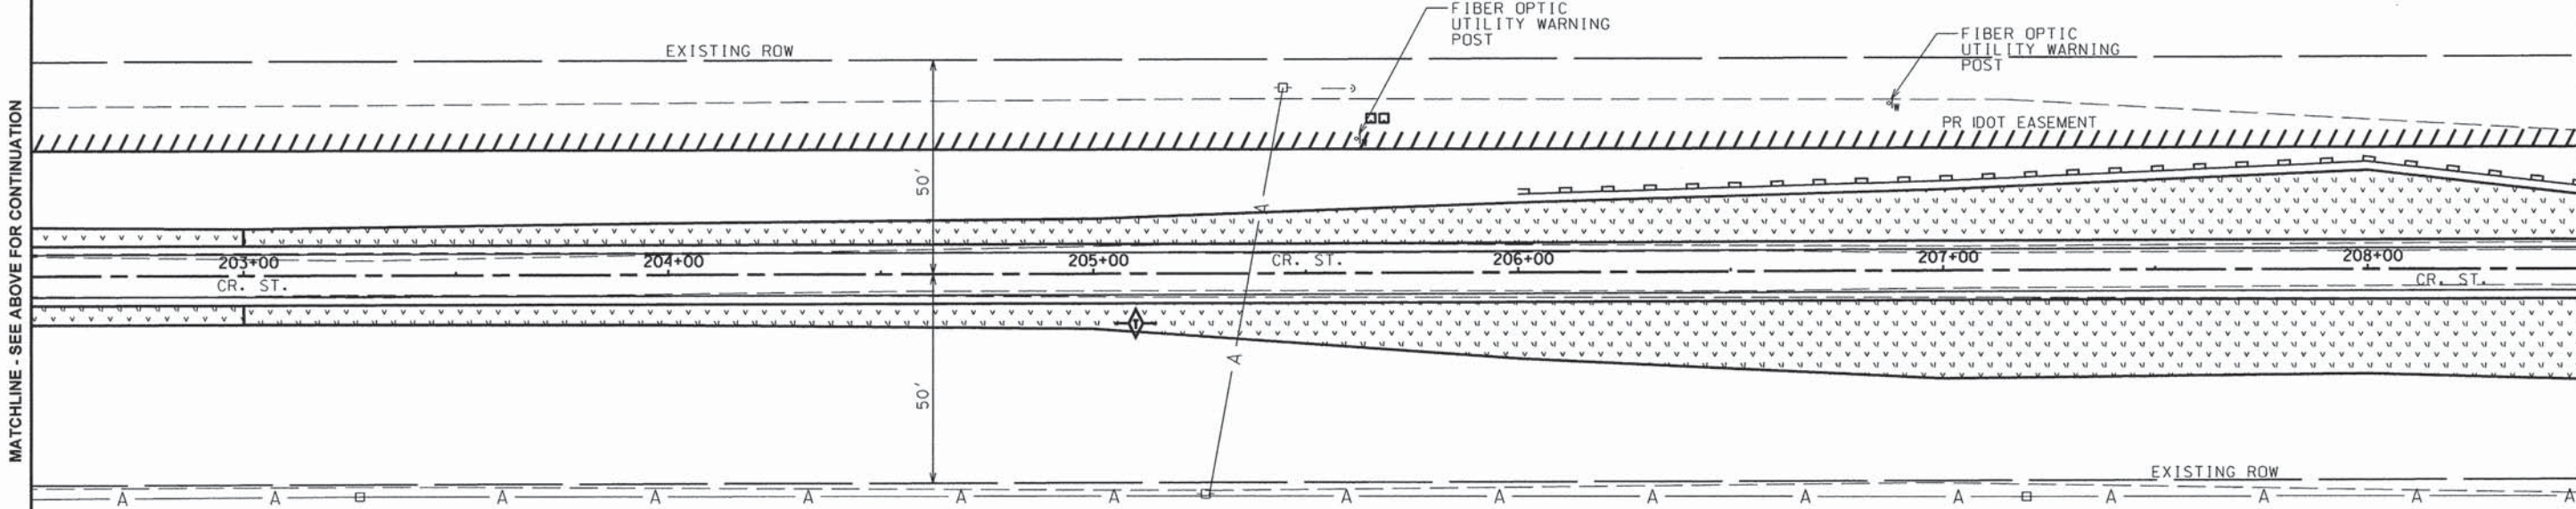 FIBER OPTIC
UTILITY WARNING
POST
FIBER OPTIC
UTILITY WARNING
POST
EXISTING ROW
PR IDOT EASEMENT
MATCHLINE - SEE ABOVE FOR CONTINUATION
50'
A
203+00
204+00
205+00
CR. ST.
206+00
207+00
208+00
CR. ST.
CR. ST.
T
A
50'
EXISTING ROW
A A A A A A A A A A A A A A A A